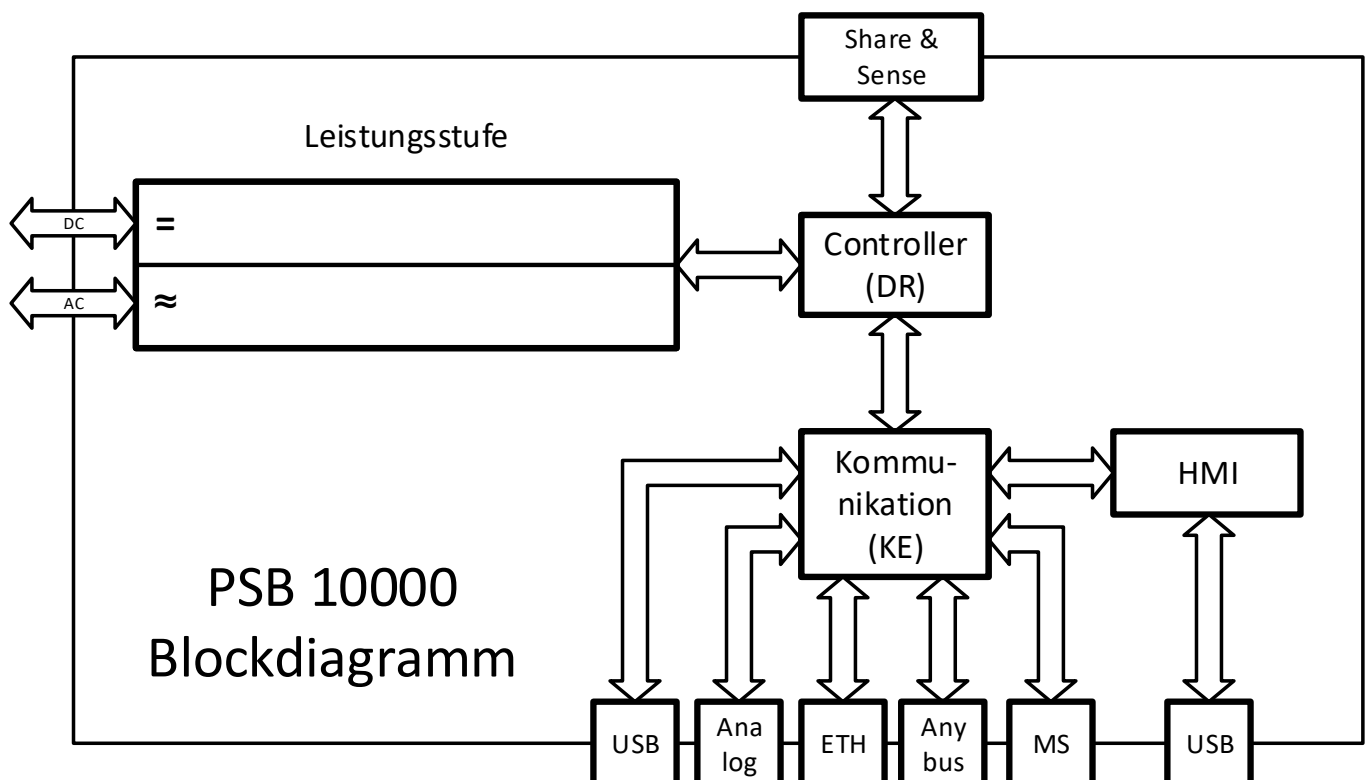 Share &
Sense
Leistungsstufe
DC
=
Controller
(DR)
AC
≈
Kommu-
nikation
(KE)
HMI
PSB 10000
Blockdiagramm
USB
Ana
log
ETH
Any
bus
MS
USB